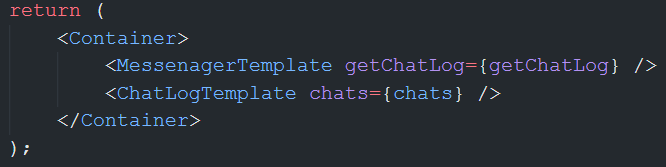 return (
<Container>
<MessenagerTemplate getChatLog={getChatLog} />
<ChatLogTemplate chats={chats} />
</Container>
);